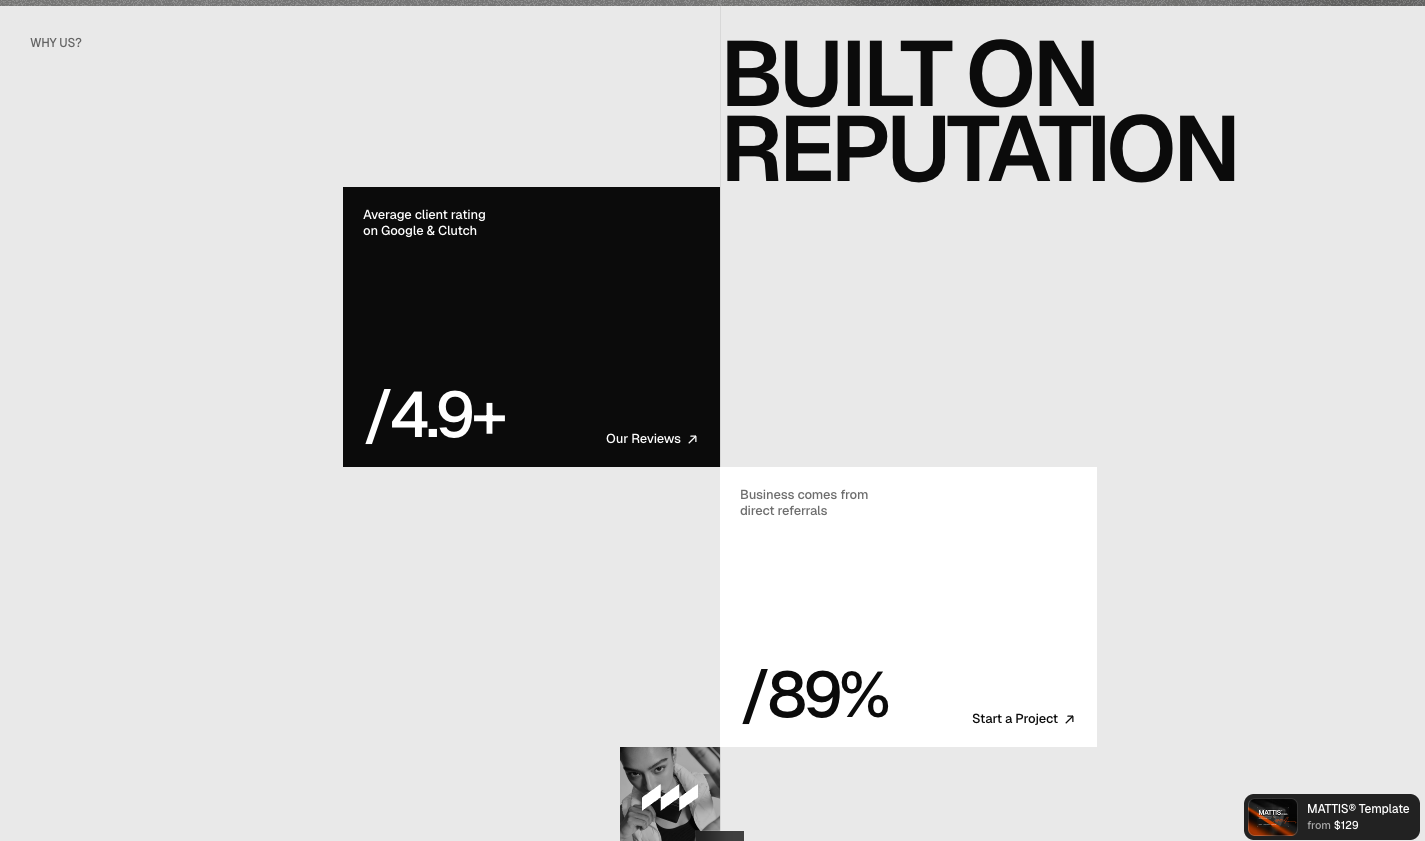 WHY US?
BUILT ON
REPUTATION
Average client rating
on Google & Clutch
/4.9+
Our Reviews
Business comes from
direct referrals
/89%
Start a Project
MATTIS
MATTIS® Template
from $129